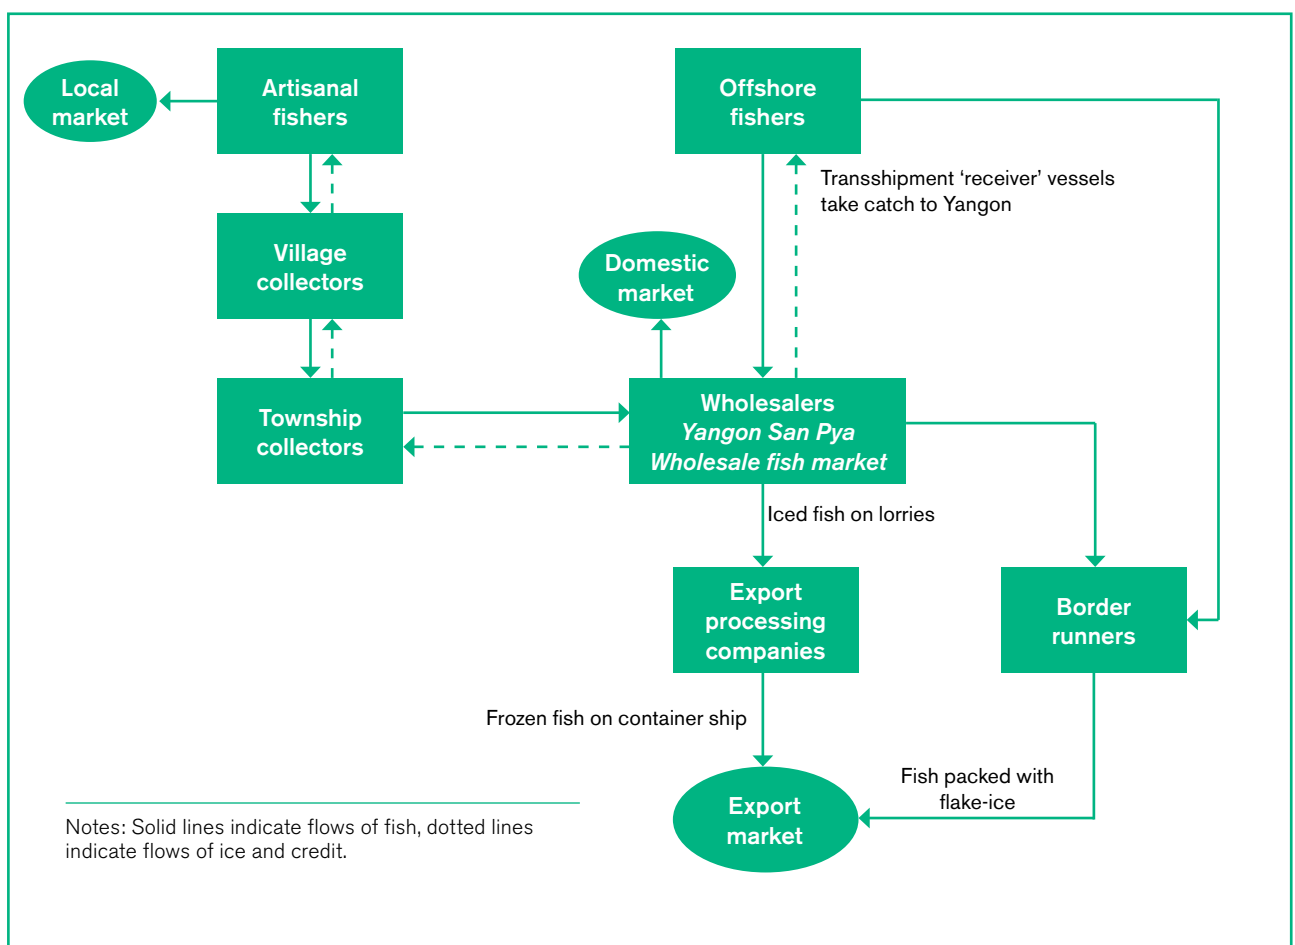 Local
market
Artisanal
fishers
Offshore
fishers
Transshipment ‘receiver’ vessels
take catch to Yangon
Village
collectors
Domestic
market
Township
collectors
Wholesalers
Yangon San Pya
Wholesale fish market
Iced fish on lorries
Export
processing
companies
Border
runners
Frozen fish on container ship
Fish packed with
flake-ice
Export
market
Notes: Solid lines indicate flows of fish, dotted lines
indicate flows of ice and credit.